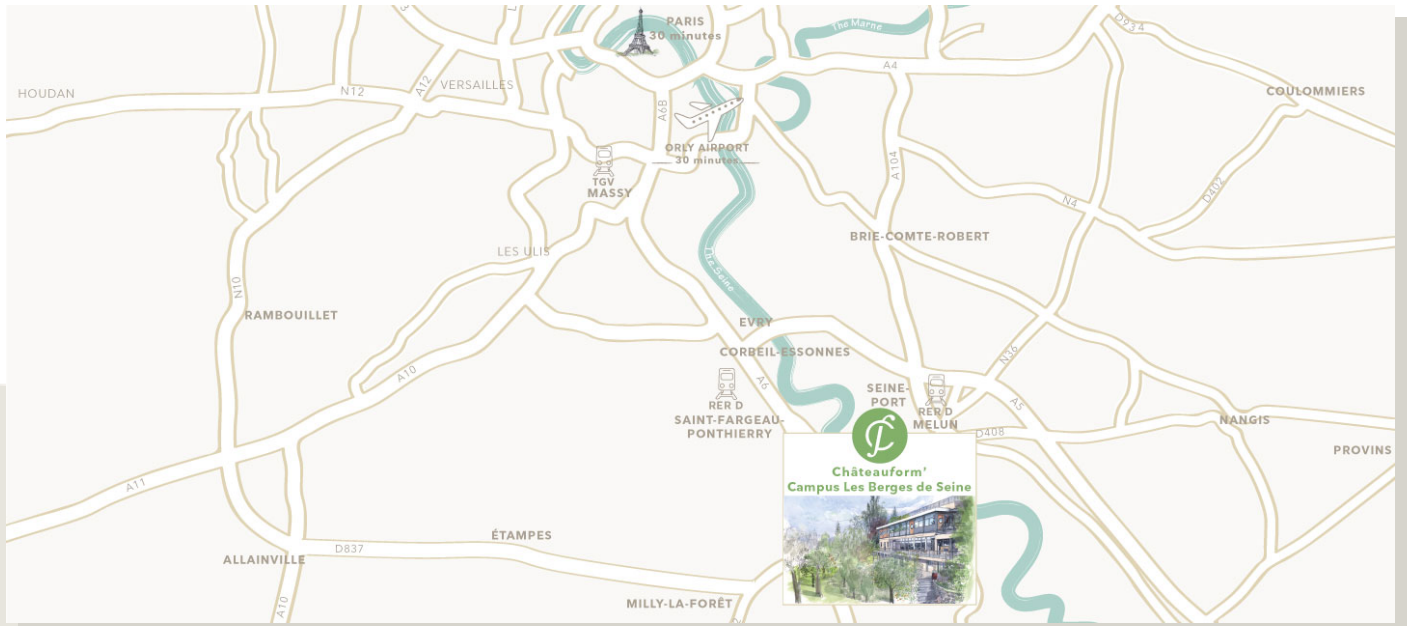 PARIS
30 minutes
The Marne
D934
A4
HOUDAN
N12
A12
VERSAILLES
A6B
COULOMMIERS
ORLY AIRPORT
30 minutes
TGV
MASSY
A104
D402
N4
BRIE-COMTE-ROBERT
LES ULIS
The Seine
N10
RAMBOUILLET
EVRY
CORBEIL-ESSONNES
N36
A10
A6
RER D
SAINT-FARGEAU-
PONTHIERRY
SEINE-
PORT
RER D
MELUN
A5
D408
NANGIS
PROVINS
Châteauform'
Campus Les Berges de Seine
A11
ÉTAMPES
D837
ALLAINVILLE
A10
MILLY-LA-FORÊT